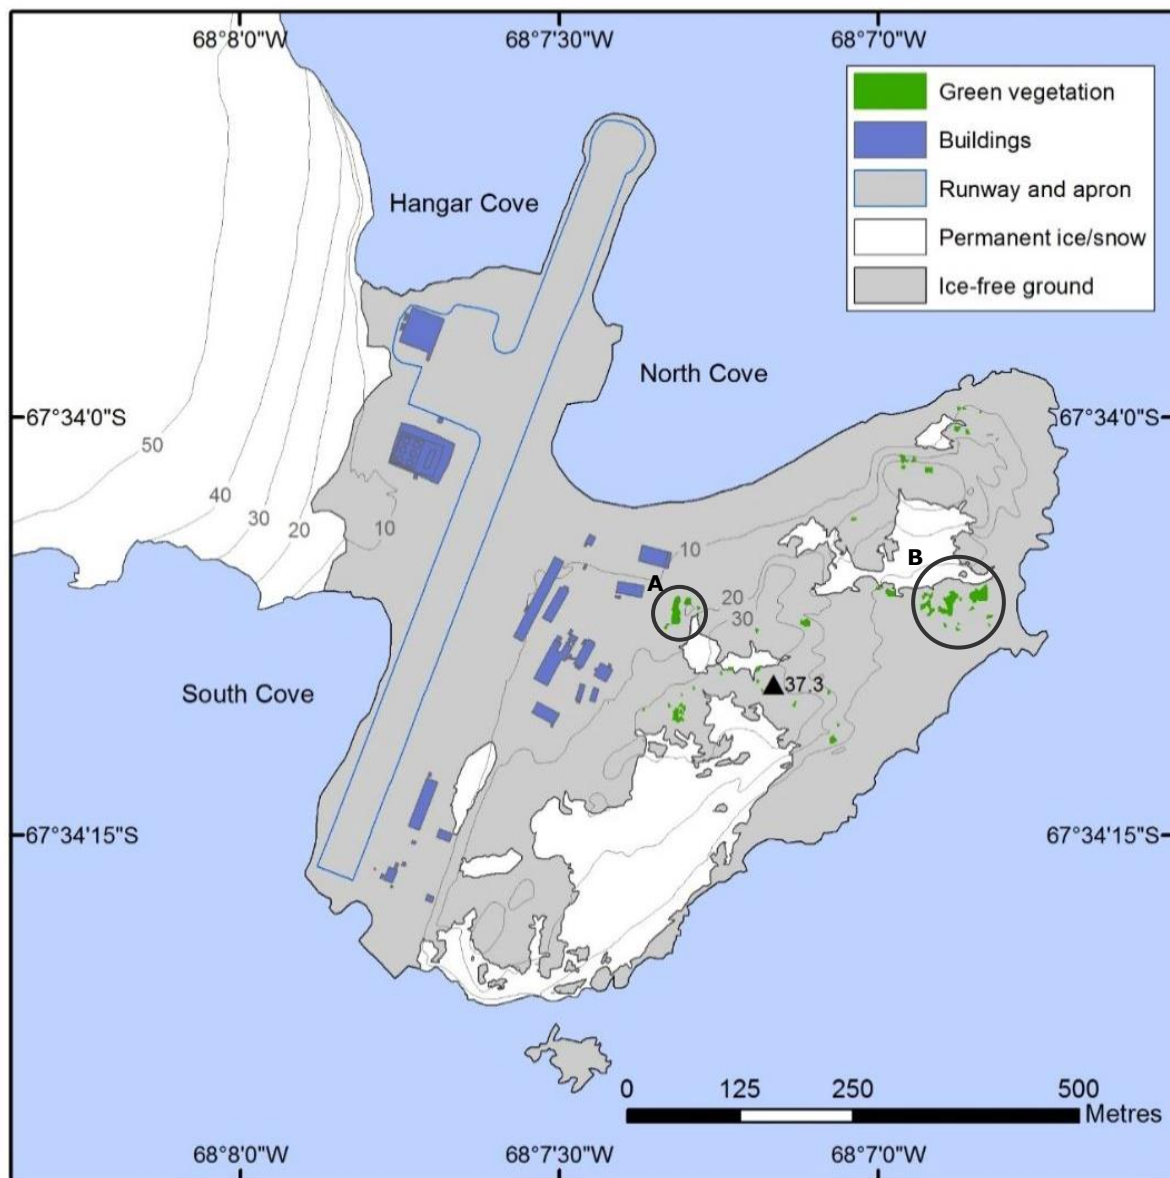 68°8'0"W
68°7'30"W
68°7'0"W
Green vegetation
Buildings
Runway and apron
Permanent ice/snow
Ice-free ground
Hangar Cove
North Cove
67°34'0"S
67°34'0"S
50
40
30
20
10
10
B
A
20
30
37.3
South Cove
67°34'15"S
67°34'15"S
0 125 250 500
Metres
68°8'0"W
68°7'30"W
68°7'0"W